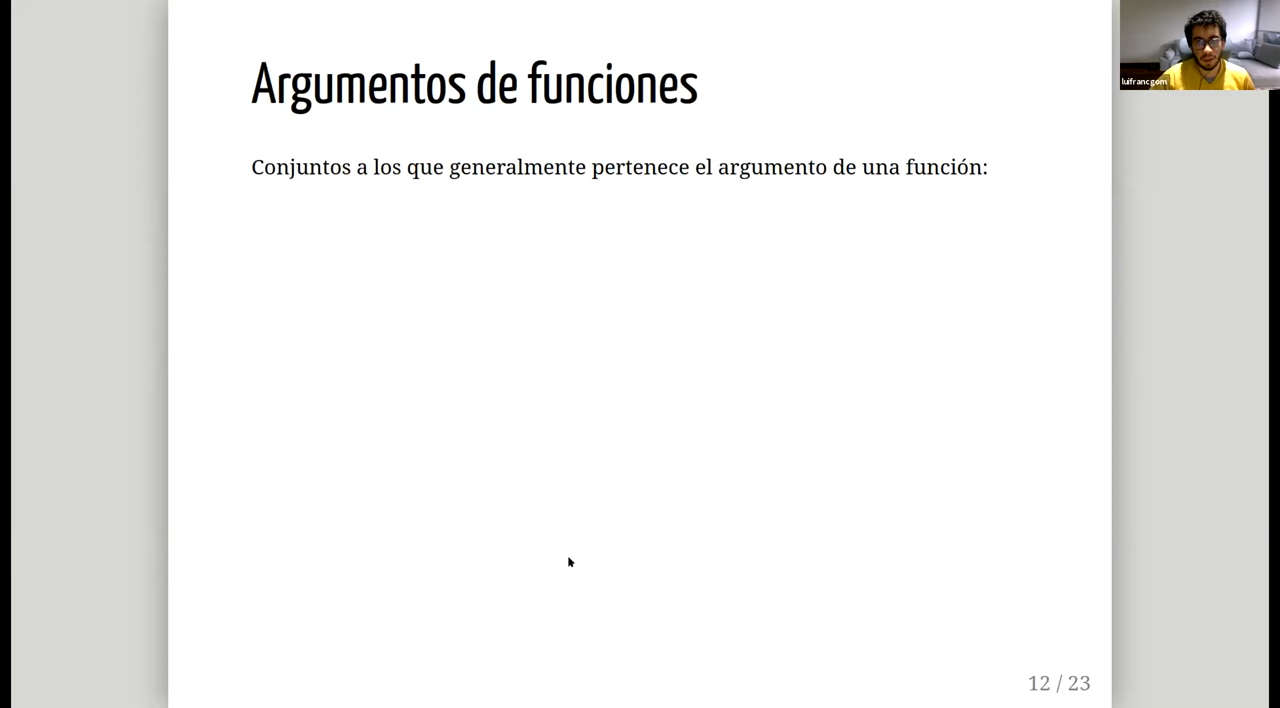 Argumentos de funciones
luifrancgom
Conjuntos a los que generalmente pertenece el argumento de una función:
12 / 23